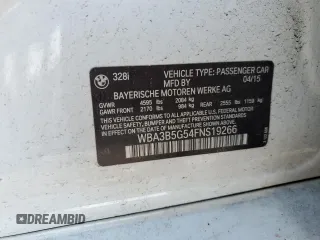 328i
VEHICLE TYPE: PASSENGER CAR
MFD BY
04/15
BAYERISCHE MOTOREN WERKE AG
GVWR 4595 lbs 2084 kg
GAWR FRONT 2170 lbs 984 kg REAR 2555 lbs 1159 kg
THIS VEHICLE CONFORMS TO ALL APPLICABLE FEDERAL MOTOR VEHICLE SAFETY, BUMPER, AND THEFT PREVENTION STANDARDS IN EFFECT ON THE DATE OF MANUFACTURE SHOWN ABOVE.
WBA3B5G54FNS19266
DREAMBID